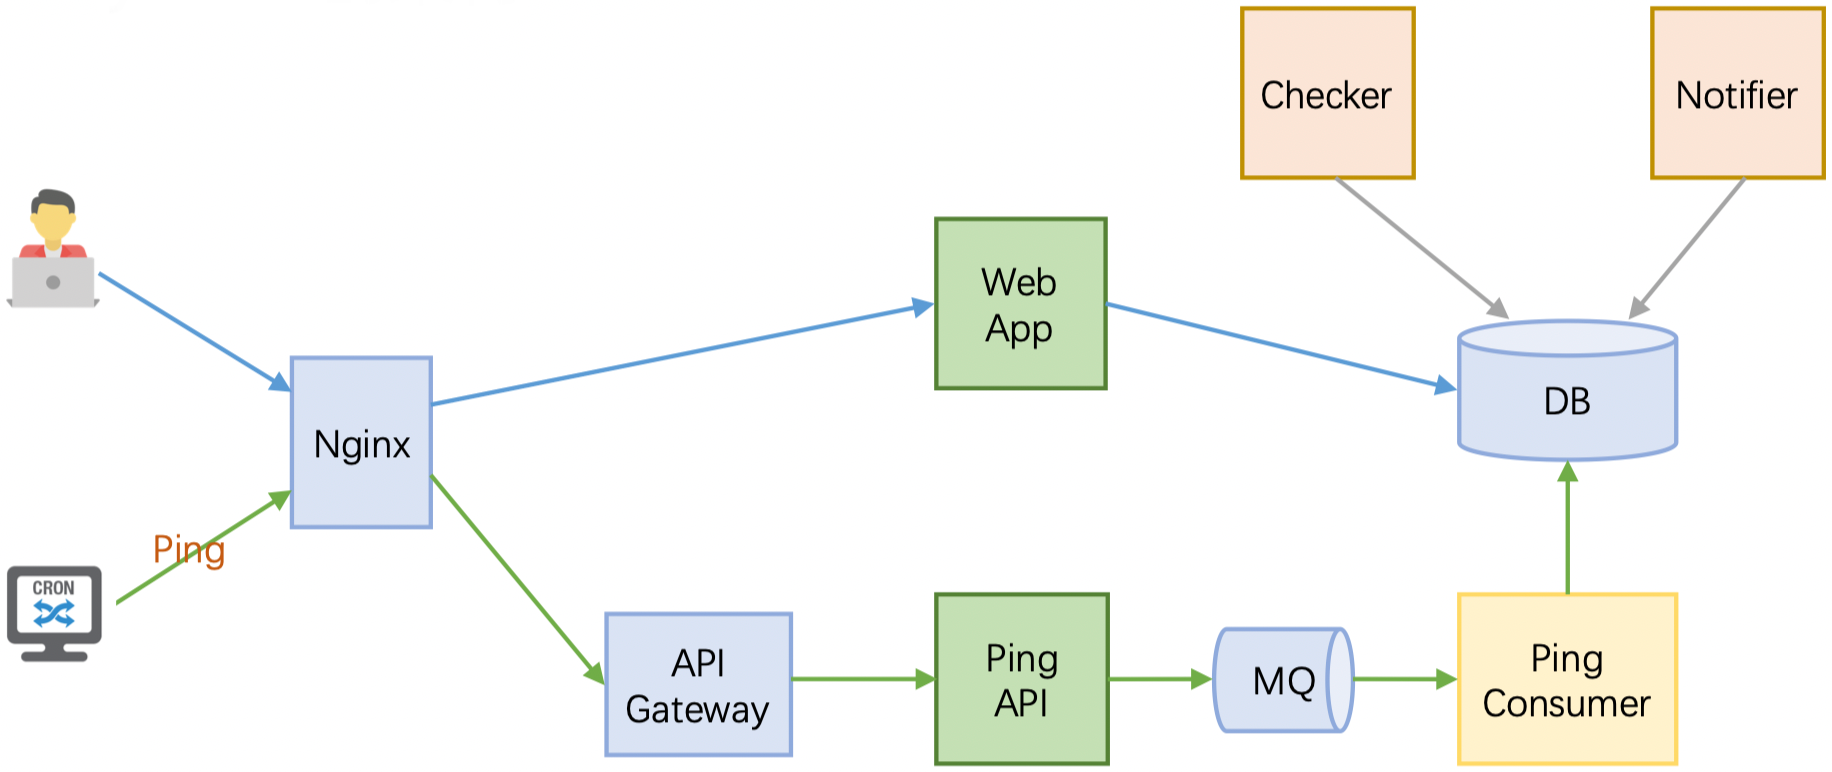 Checker
Notifier
Web
App
DB
Nginx
Ping
CRON
API
Gateway
Ping
API
MQ
Ping
Consumer